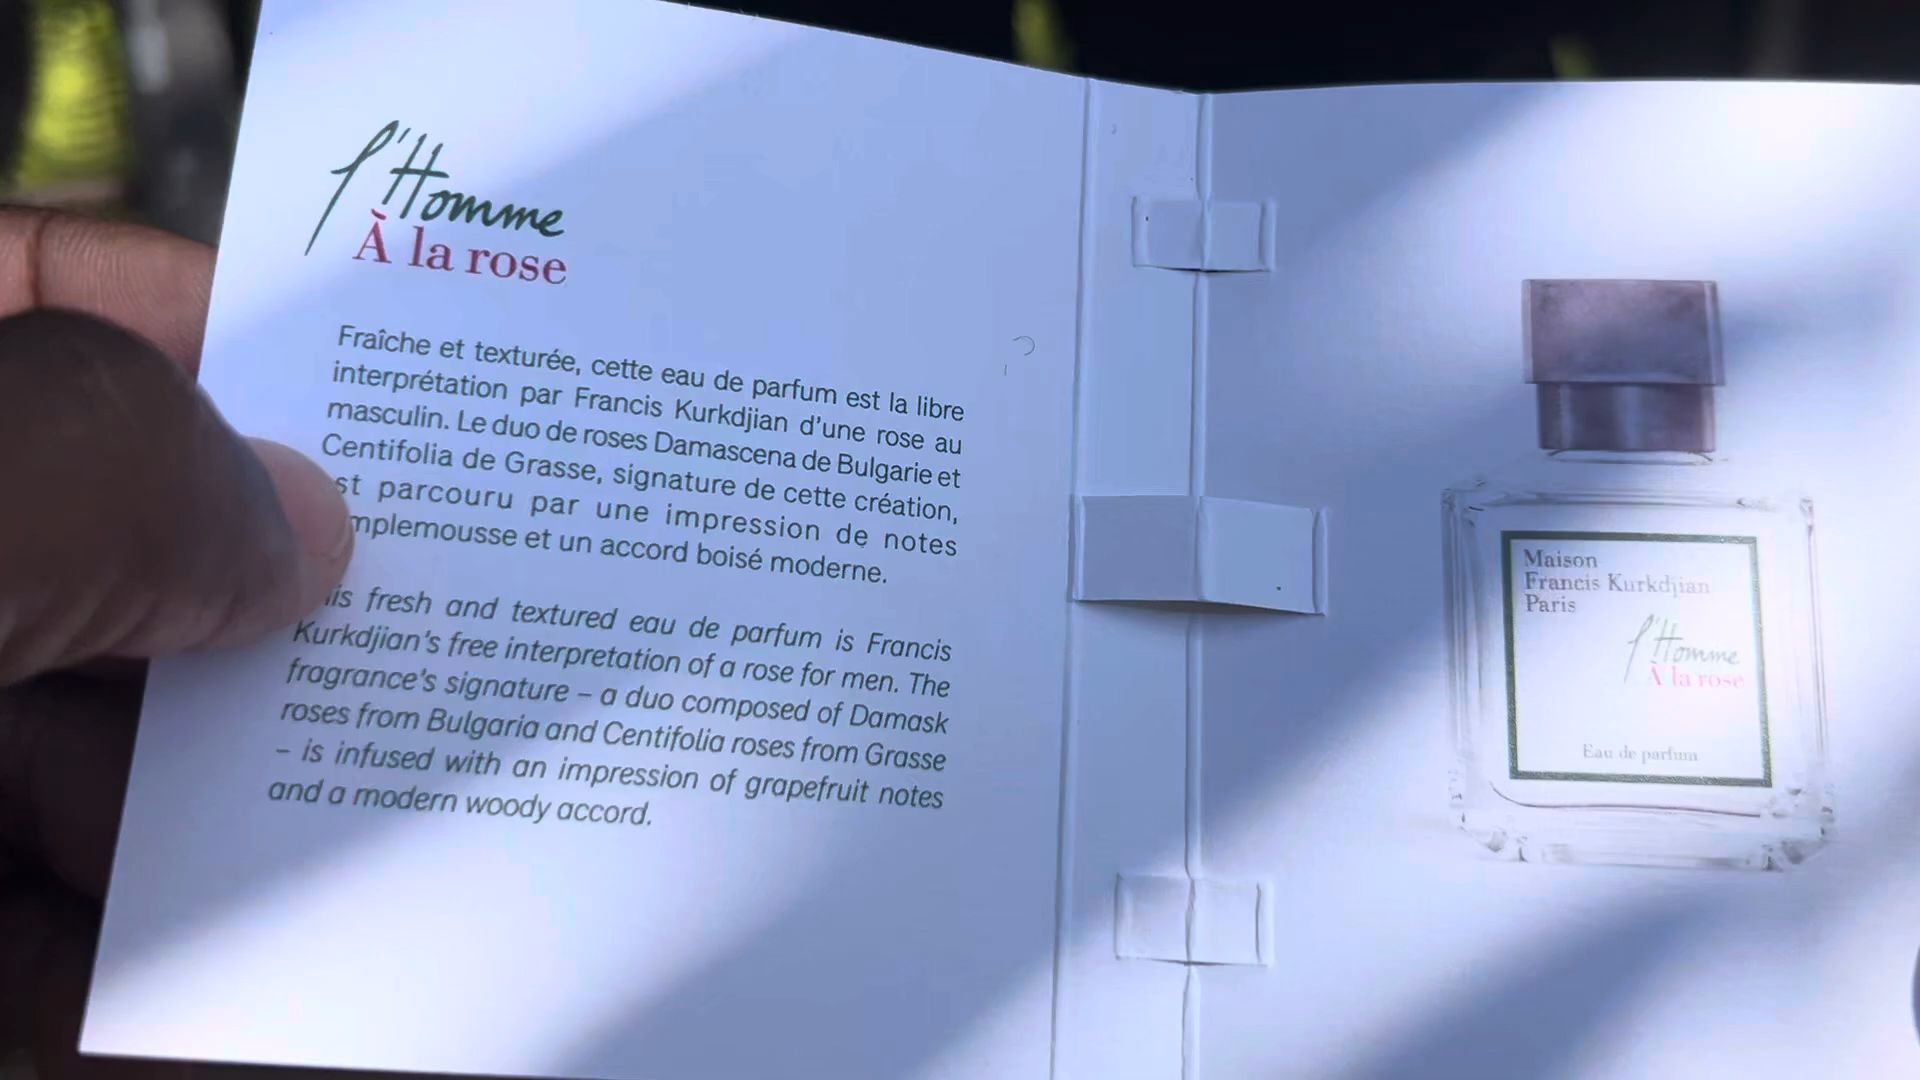 l'Homme
À la rose
Fraîche et texturée, cette eau de parfum est la libre
interprétation par Francis Kurkdjian d'une rose au
masculin. Le duo de roses Damascena de Bulgarie et
Centifolia de Grasse, signature de cette création,
st parcouru par une impression de notes
mplemousse et un accord boisé moderne.
is fresh and textured eau de parfum is Francis
Kurkdjian's free interpretation of a rose for men. The
fragrance's signature – a duo composed of Damask
roses from Bulgaria and Centifolia roses from Grasse
– is infused with an impression of grapefruit notes
and a modern woody accord.
Maison
Francis Kurkdjian
Paris
l'Homme
À la rose
Eau de parfum